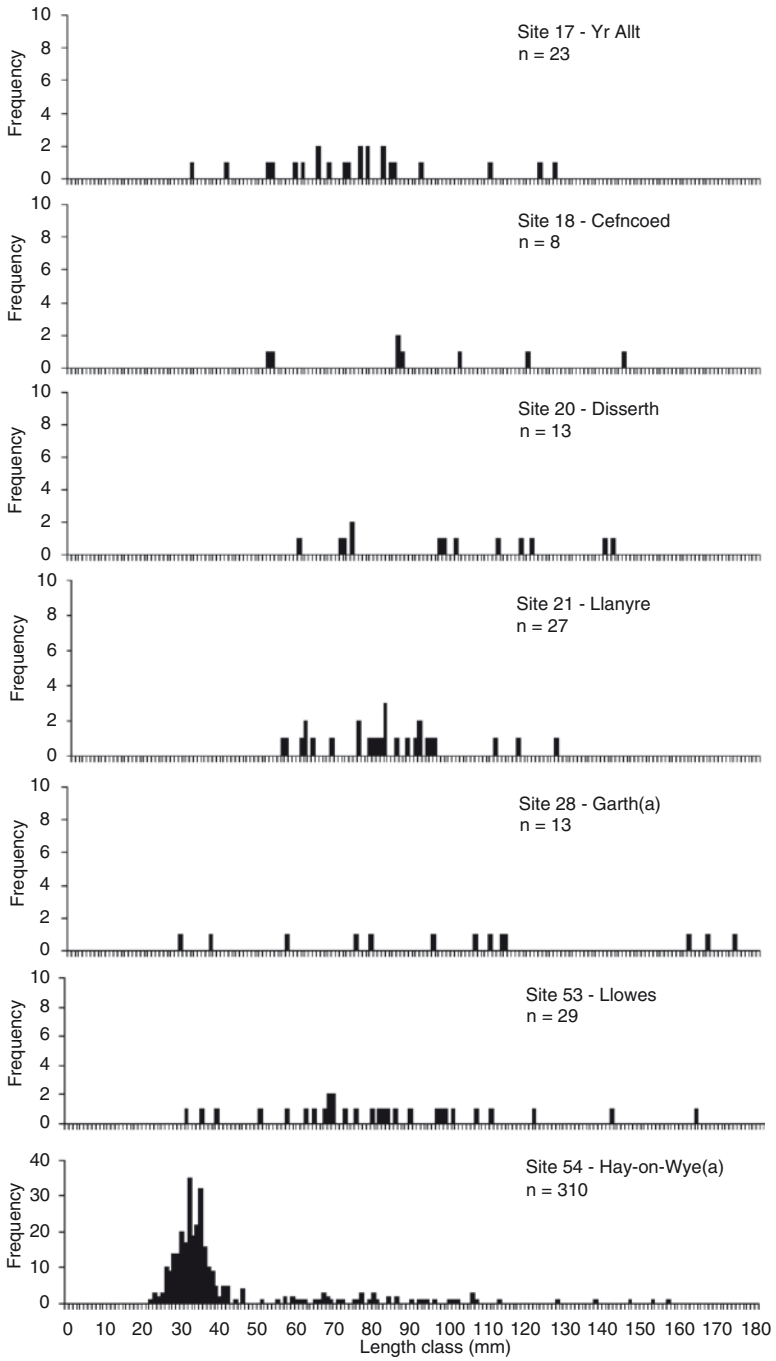 10
8
6
4
2
0
Frequency
Site 17 - Yr Allt
n = 23
10
8
6
4
2
0
Frequency
Site 18 - Cefncoed
n = 8
10
8
6
4
2
0
Frequency
Site 20 - Disserth
n = 13
10
8
6
4
2
0
Frequency
Site 21 - Llanyre
n = 27
10
8
6
4
2
0
Frequency
Site 28 - Garth(a)
n = 13
10
8
6
4
2
0
Frequency
Site 53 - Llowes
n = 29
40
30
20
10
0
Frequency
Site 54 - Hay-on-Wye(a)
n = 310
0 10 20 30 40 50 60 70 80 90 100 110 120 130 140 150 160 170 180
Length class (mm)